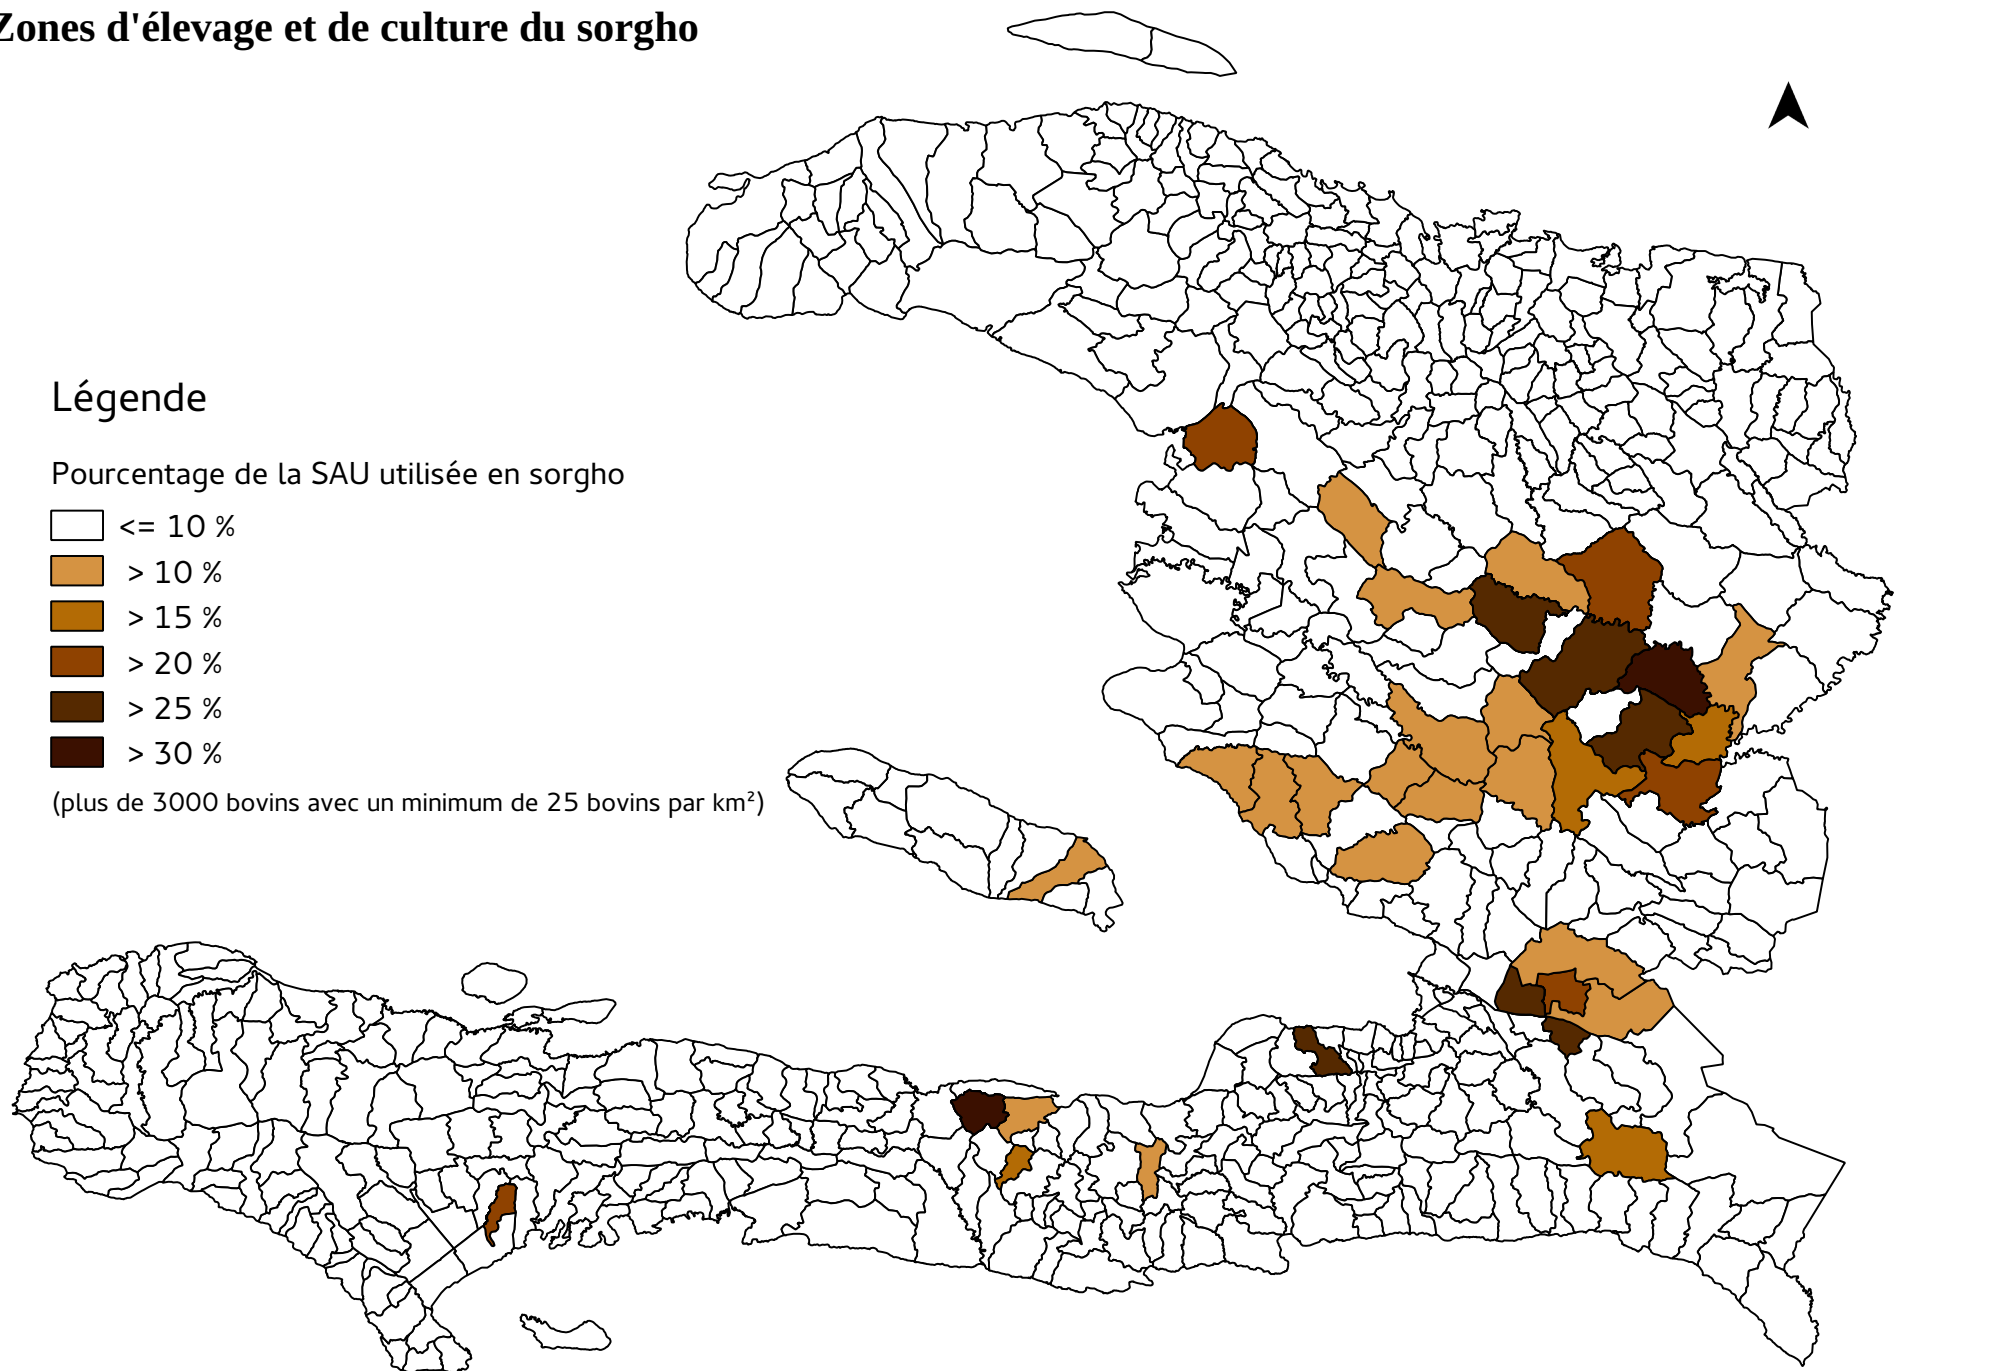 Zones d'élevage et de culture du sorgho
Légende
Pourcentage de la SAU utilisée en sorgho
<= 10 %
> 10 %
> 15 %
> 20 %
> 25 %
> 30 %
(plus de 3000 bovins avec un minimum de 25 bovins par km²)